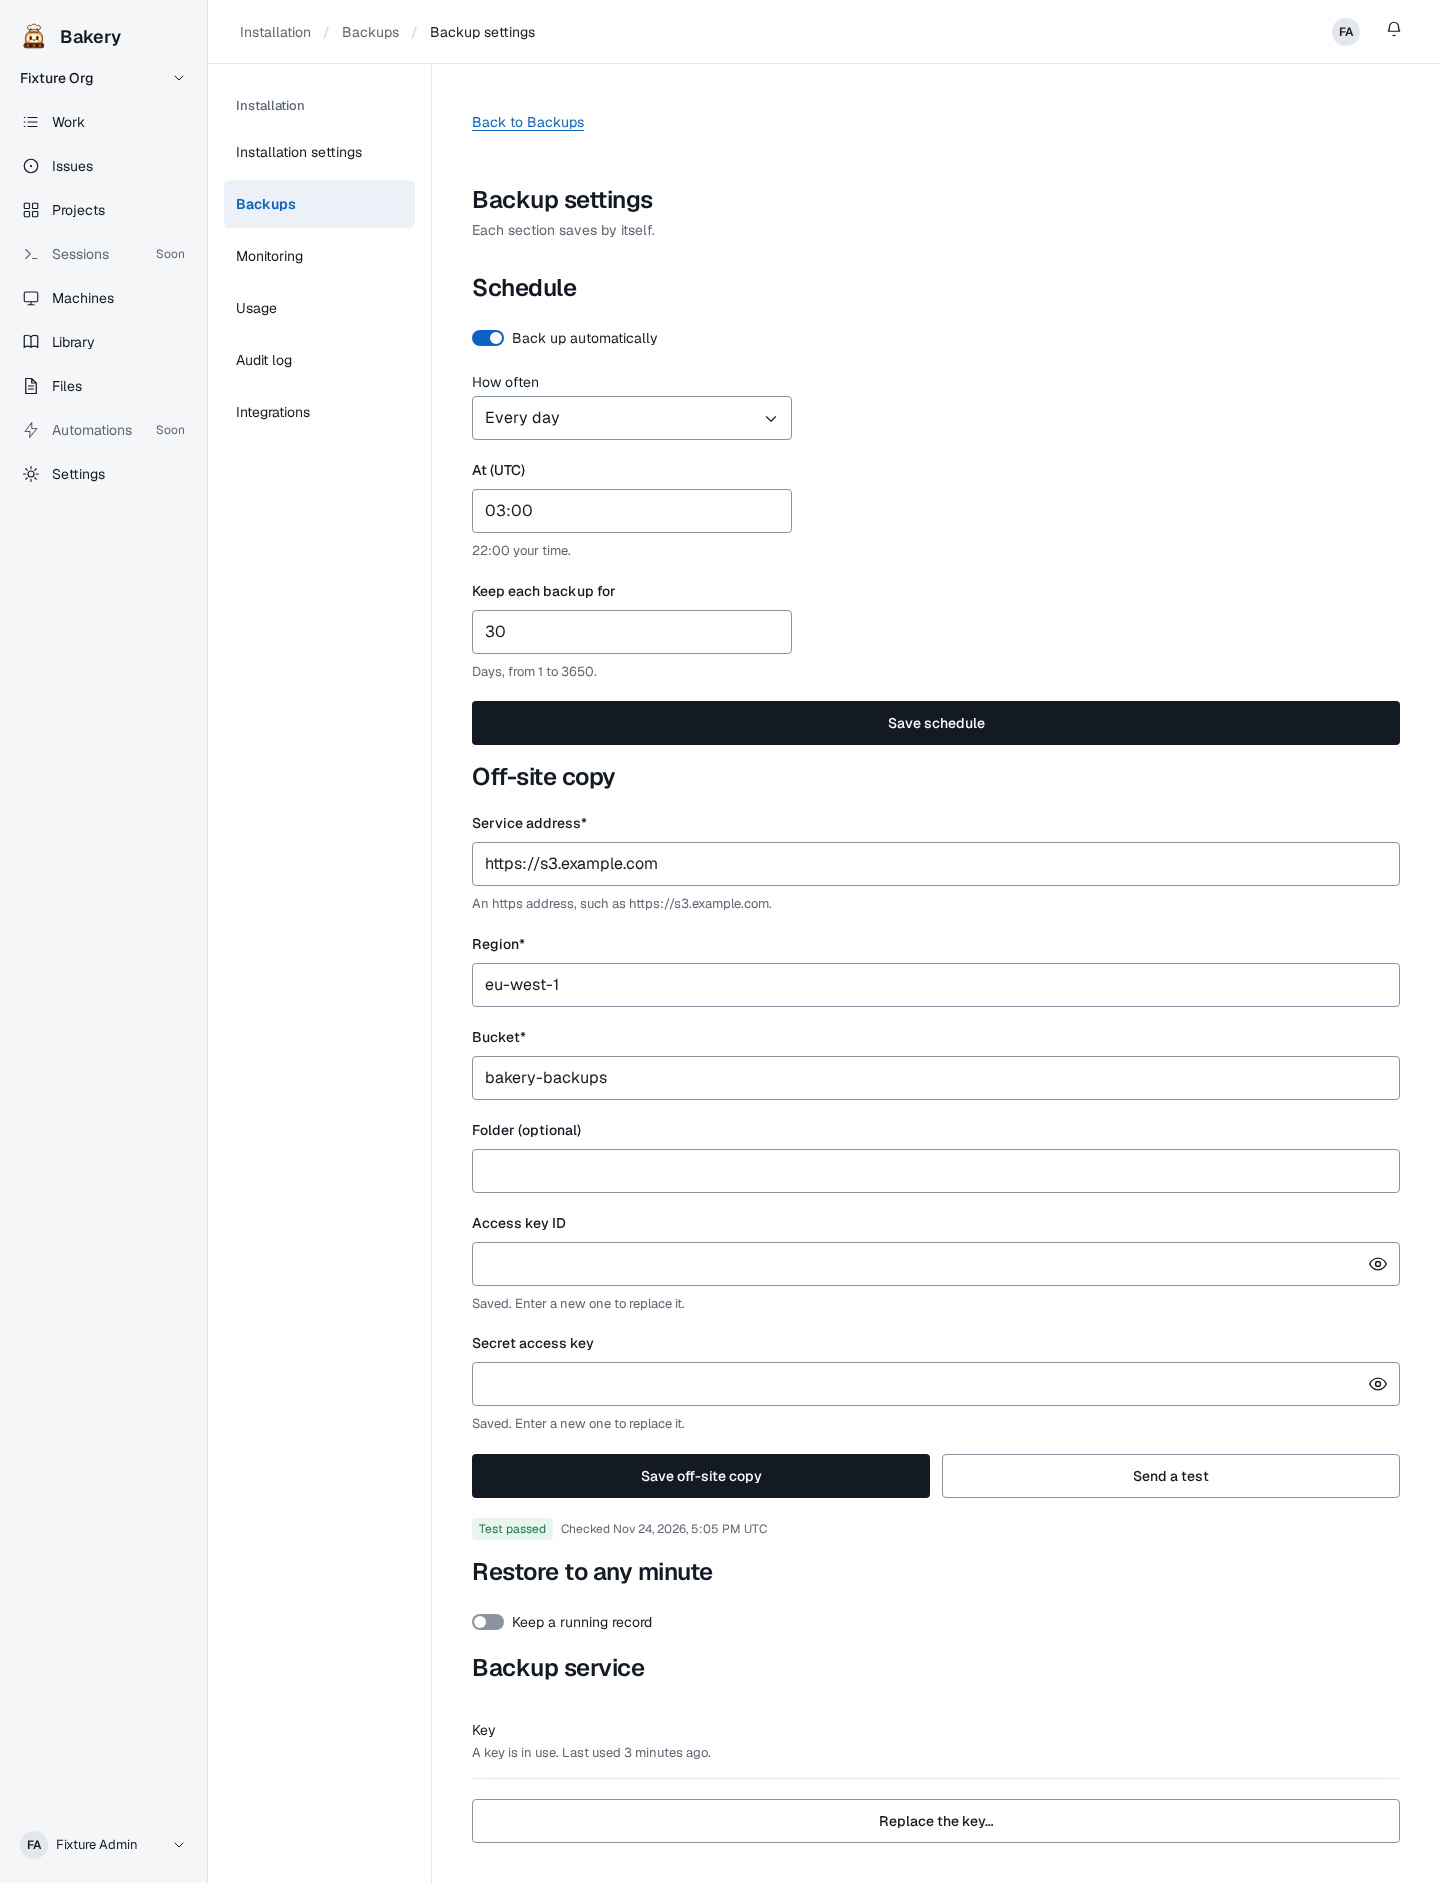 Bakery
Fixture Org
Work
Issues
Projects
Sessions Soon
Machines
Library
Files
Automations Soon
Settings
FA Fixture Admin
Installation / Backups / Backup settings
FA
Installation
Installation settings
Backups
Monitoring
Usage
Audit log
Integrations
Back to Backups
Backup settings
Each section saves by itself.
Schedule
Back up automatically
How often
Every day
At (UTC)
03:00
22:00 your time.
Keep each backup for
30
Days, from 1 to 3650.
Save schedule
Off-site copy
Service address*
https://s3.example.com
An https address, such as https://s3.example.com.
Region*
eu-west-1
Bucket*
bakery-backups
Folder (optional)
Access key ID
Saved. Enter a new one to replace it.
Secret access key
Saved. Enter a new one to replace it.
Save off-site copy Send a test
Test passed Checked Nov 24, 2026, 5:05 PM UTC
Restore to any minute
Keep a running record
Backup service
Key
A key is in use. Last used 3 minutes ago.
Replace the key...